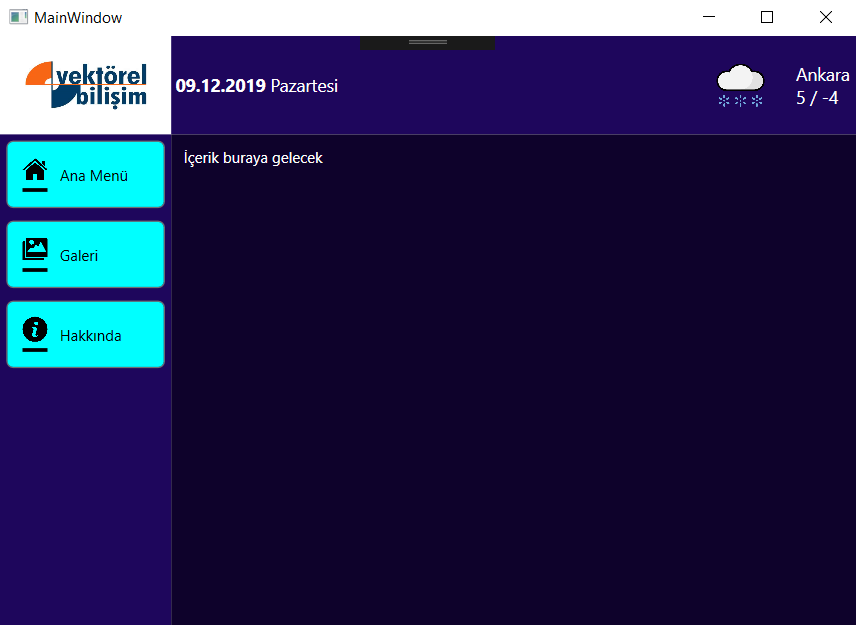 MainWindow
vektörel
bilişim
09.12.2019 Pazartesi
Ankara
5 / -4
Ana Menü
Galeri
Hakkında
İçerik buraya gelecek